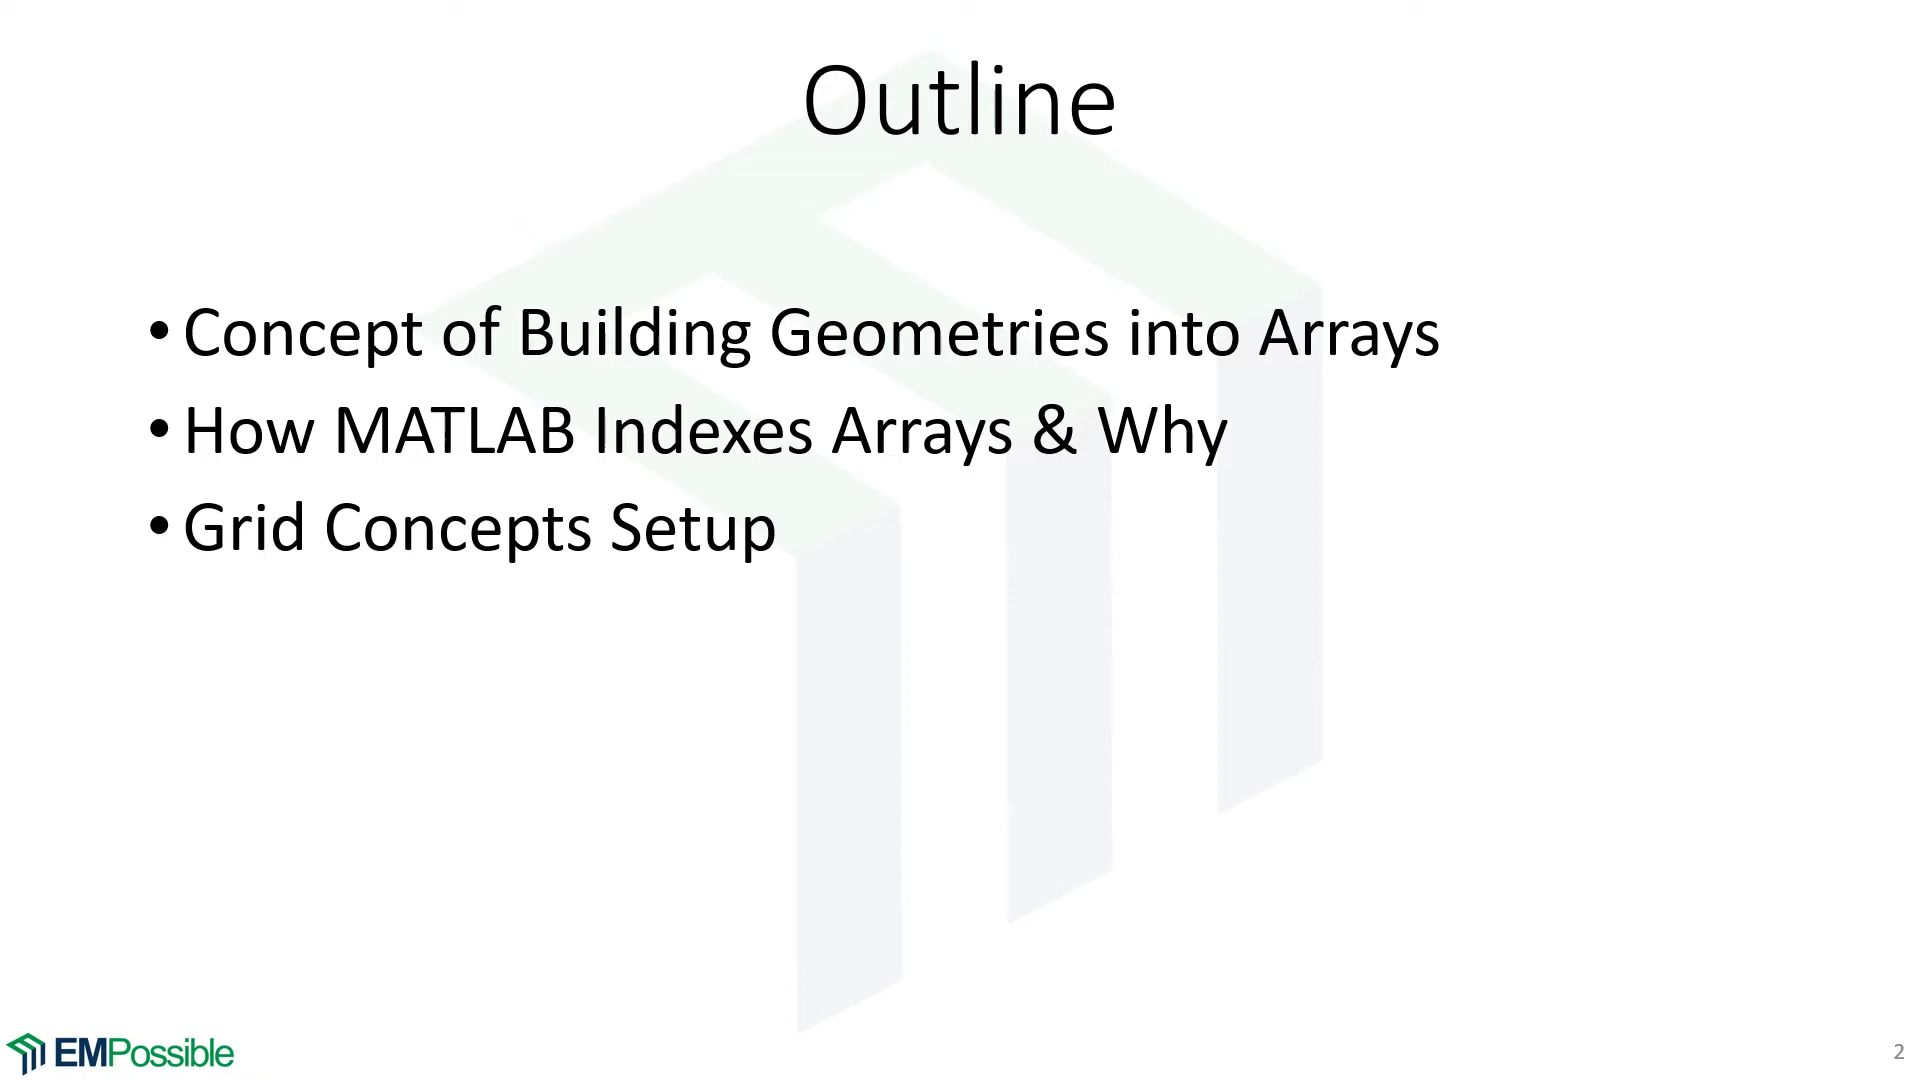 Outline
• Concept of Building Geometries into Arrays
• How MATLAB Indexes Arrays & Why
• Grid Concepts Setup
EMPossible
2